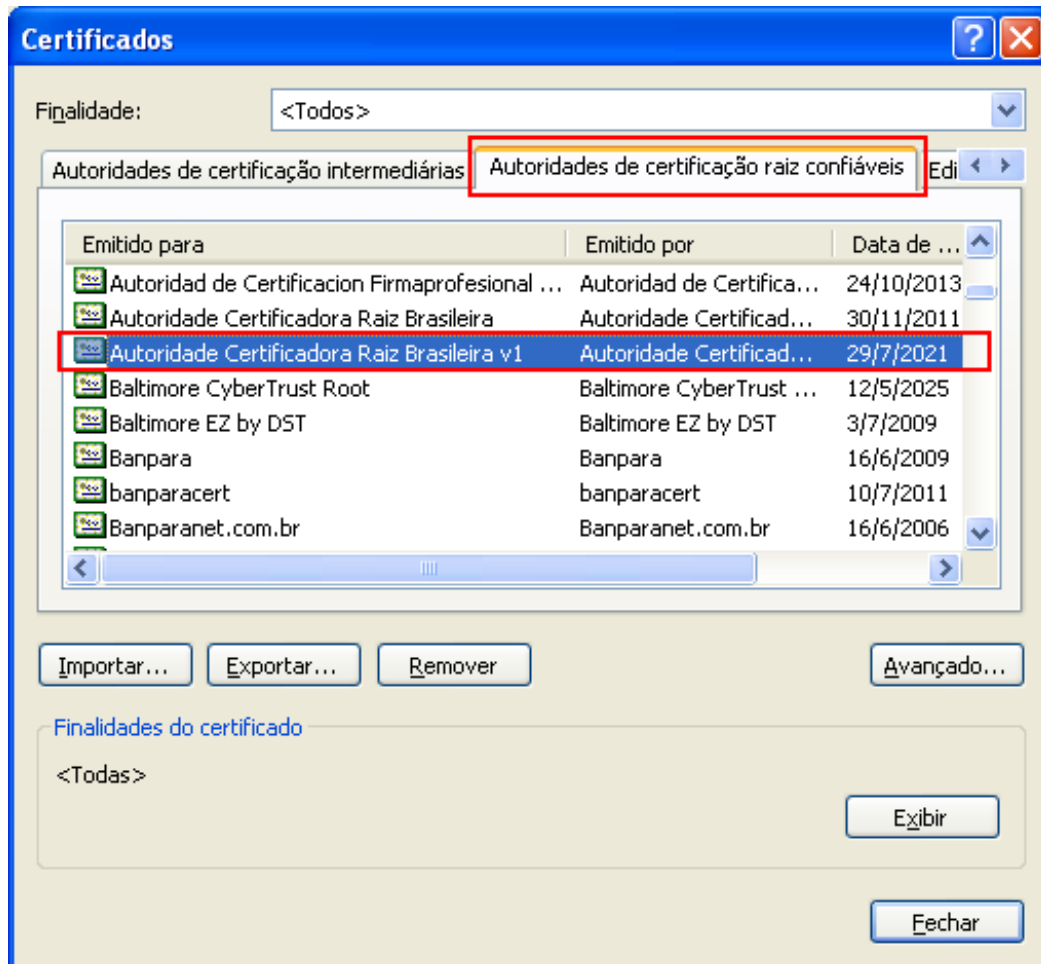 Certificados
Finalidade: <Todos>
Autoridades de certificação intermediárias Autoridades de certificação raiz confiáveis Edi
Emitido para Emitido por Data de ...
Autoridad de Certificacion Firmaprofesional ... Autoridad de Certifica... 24/10/2013
Autoridade Certificadora Raiz Brasileira Autoridade Certificad... 30/11/2011
Autoridade Certificadora Raiz Brasileira v1 Autoridade Certificad... 29/7/2021
Baltimore CyberTrust Root Baltimore CyberTrust ... 12/5/2025
Baltimore EZ by DST Baltimore EZ by DST 3/7/2009
Banpara Banpara 16/6/2009
banparacert banparacert 10/7/2011
Banparanet.com.br Banparanet.com.br 16/6/2006
Importar... Exportar... Remover Avançado...
Finalidades do certificado
<Todas>
Exibir
Fechar